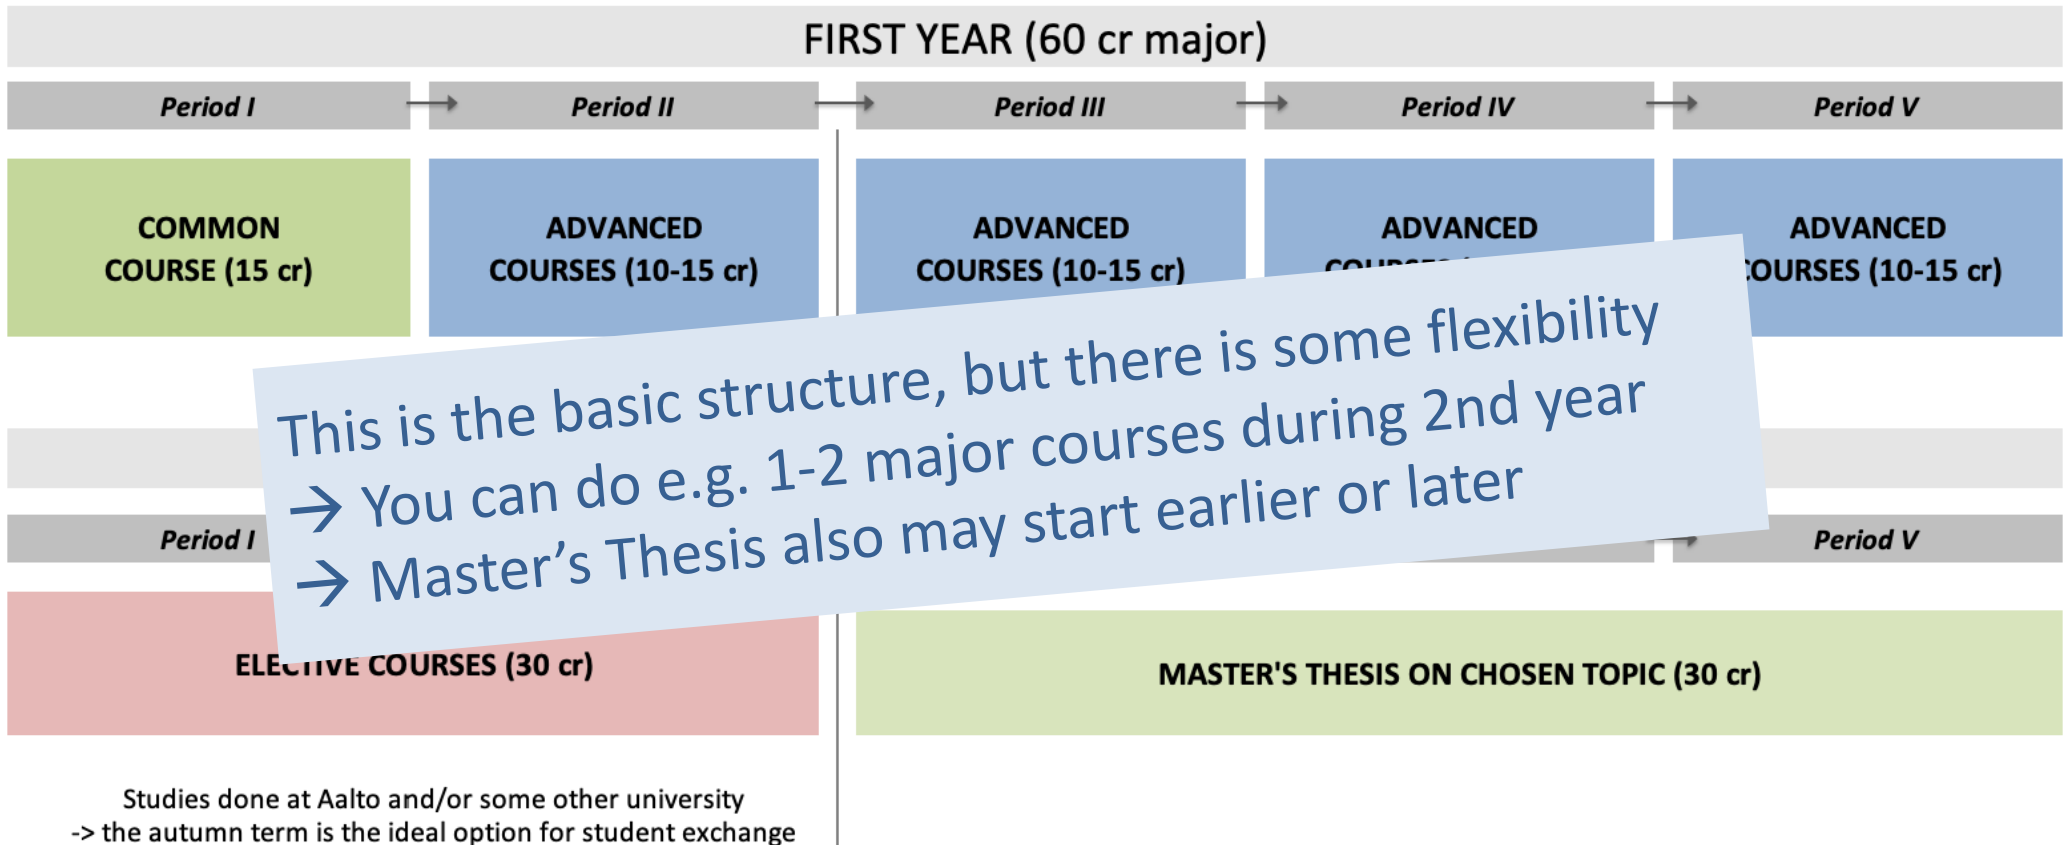 FIRST YEAR (60 cr major)
Period I
Period II
Period III
Period IV
Period V
COMMON
COURSE (15 cr)
ADVANCED
COURSES (10-15 cr)
ADVANCED
COURSES (10-15 cr)
ADVANCED
ADVANCED
COURSES (10-15 cr)
This is the basic structure, but there is some flexibility
→ You can do e.g. 1-2 major courses during 2nd year
→ Master's Thesis also may start earlier or later
Period I
Period V
ELECTIVE COURSES (30 cr)
MASTER'S THESIS ON CHOSEN TOPIC (30 cr)
Studies done at Aalto and/or some other university
-> the autumn term is the ideal option for student exchange